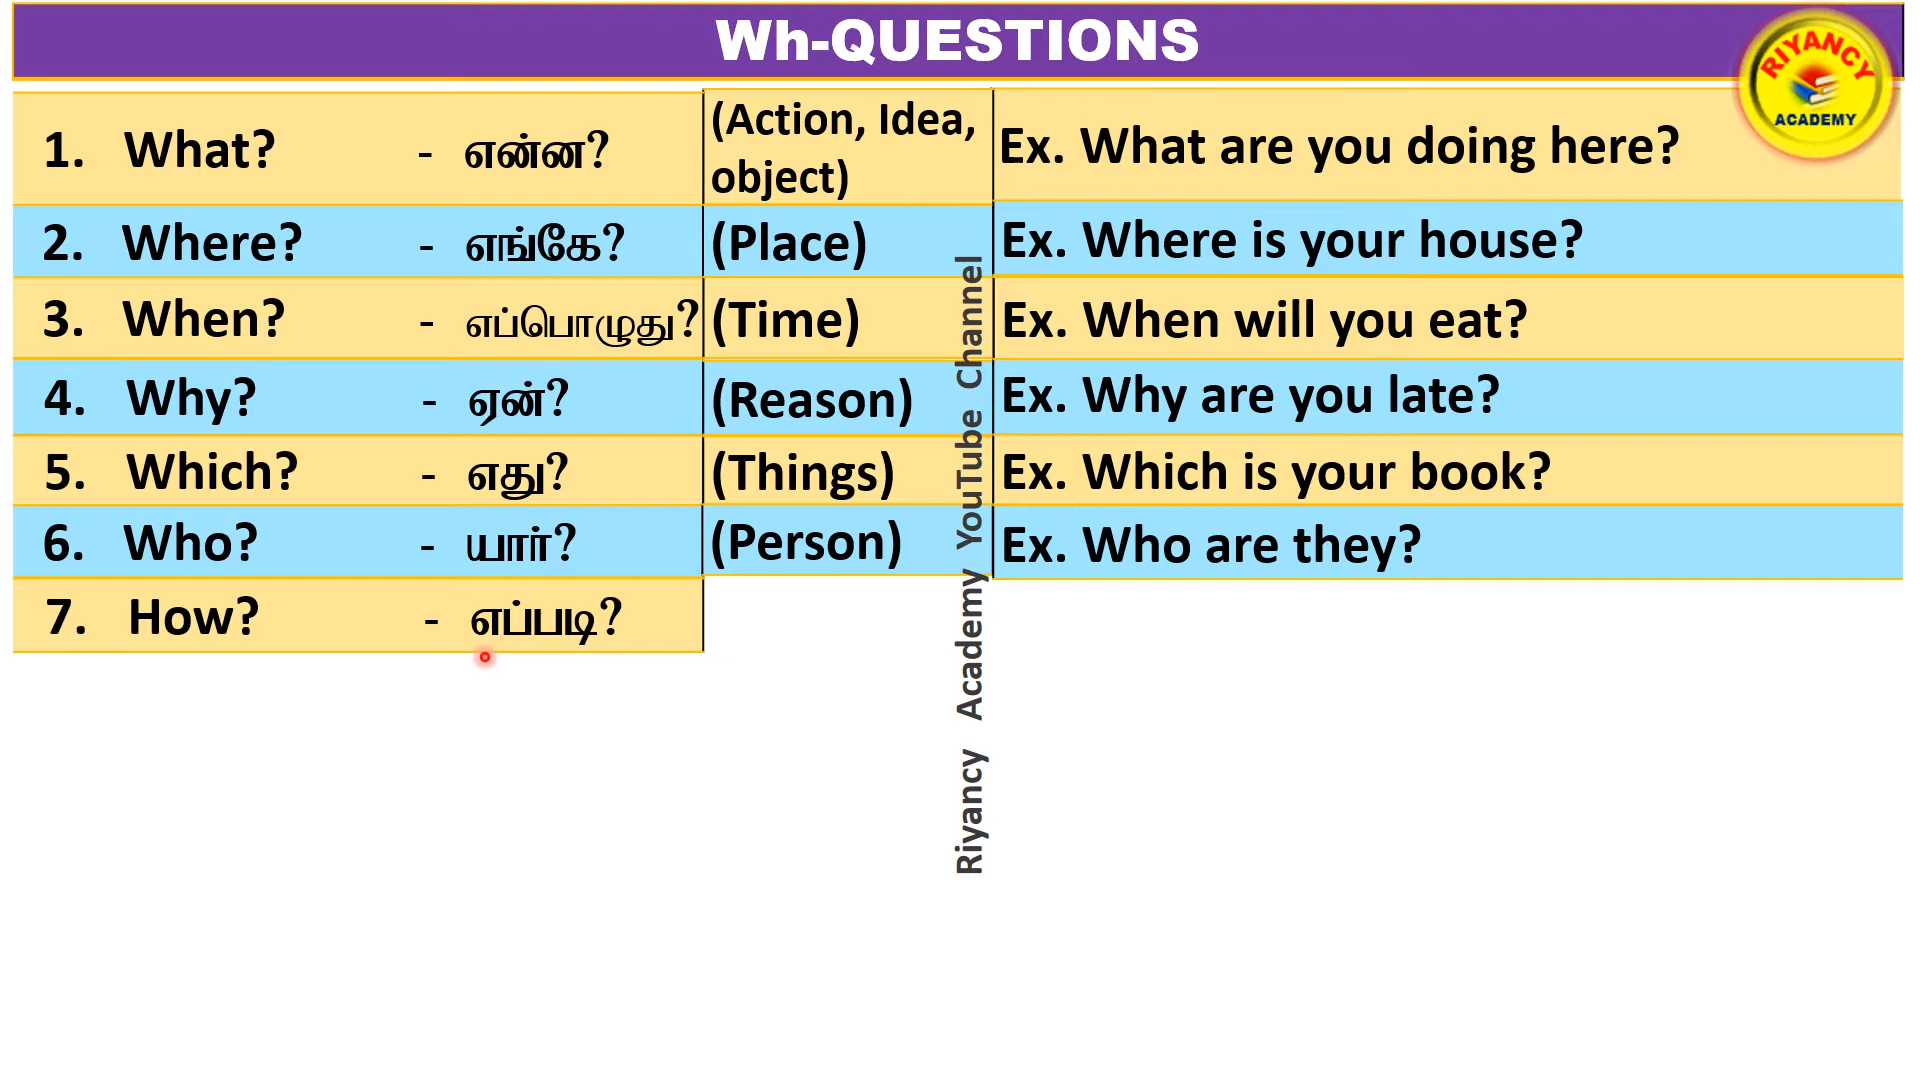 Wh-QUESTIONS
RIYANCY
ACADEMY
1. What? - என்ன? (Action, Idea, object) Ex. What are you doing here?
2. Where? - எங்கே? (Place) Ex. Where is your house?
3. When? - எப்பொழுது? (Time) Ex. When will you eat?
4. Why? - ஏன்? (Reason) Ex. Why are you late?
5. Which? - எது? (Things) Ex. Which is your book?
6. Who? - யார்? (Person) Ex. Who are they?
7. How? - எப்படி?
Riyancy Academy YouTube Channel